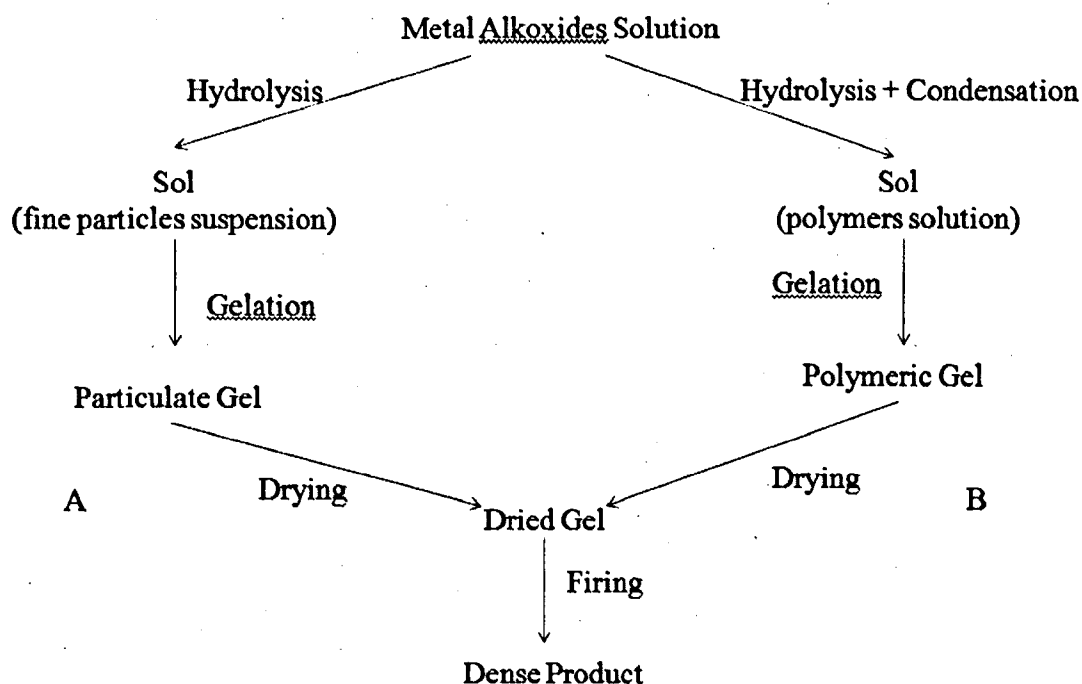 Metal Alkoxides Solution
Hydrolysis
Hydrolysis + Condensation
Sol
(fine particles suspension)
Sol
(polymers solution)
Gelation
Gelation
Particulate Gel
Polymeric Gel
A
Drying
Drying
B
Dried Gel
Firing
Dense Product